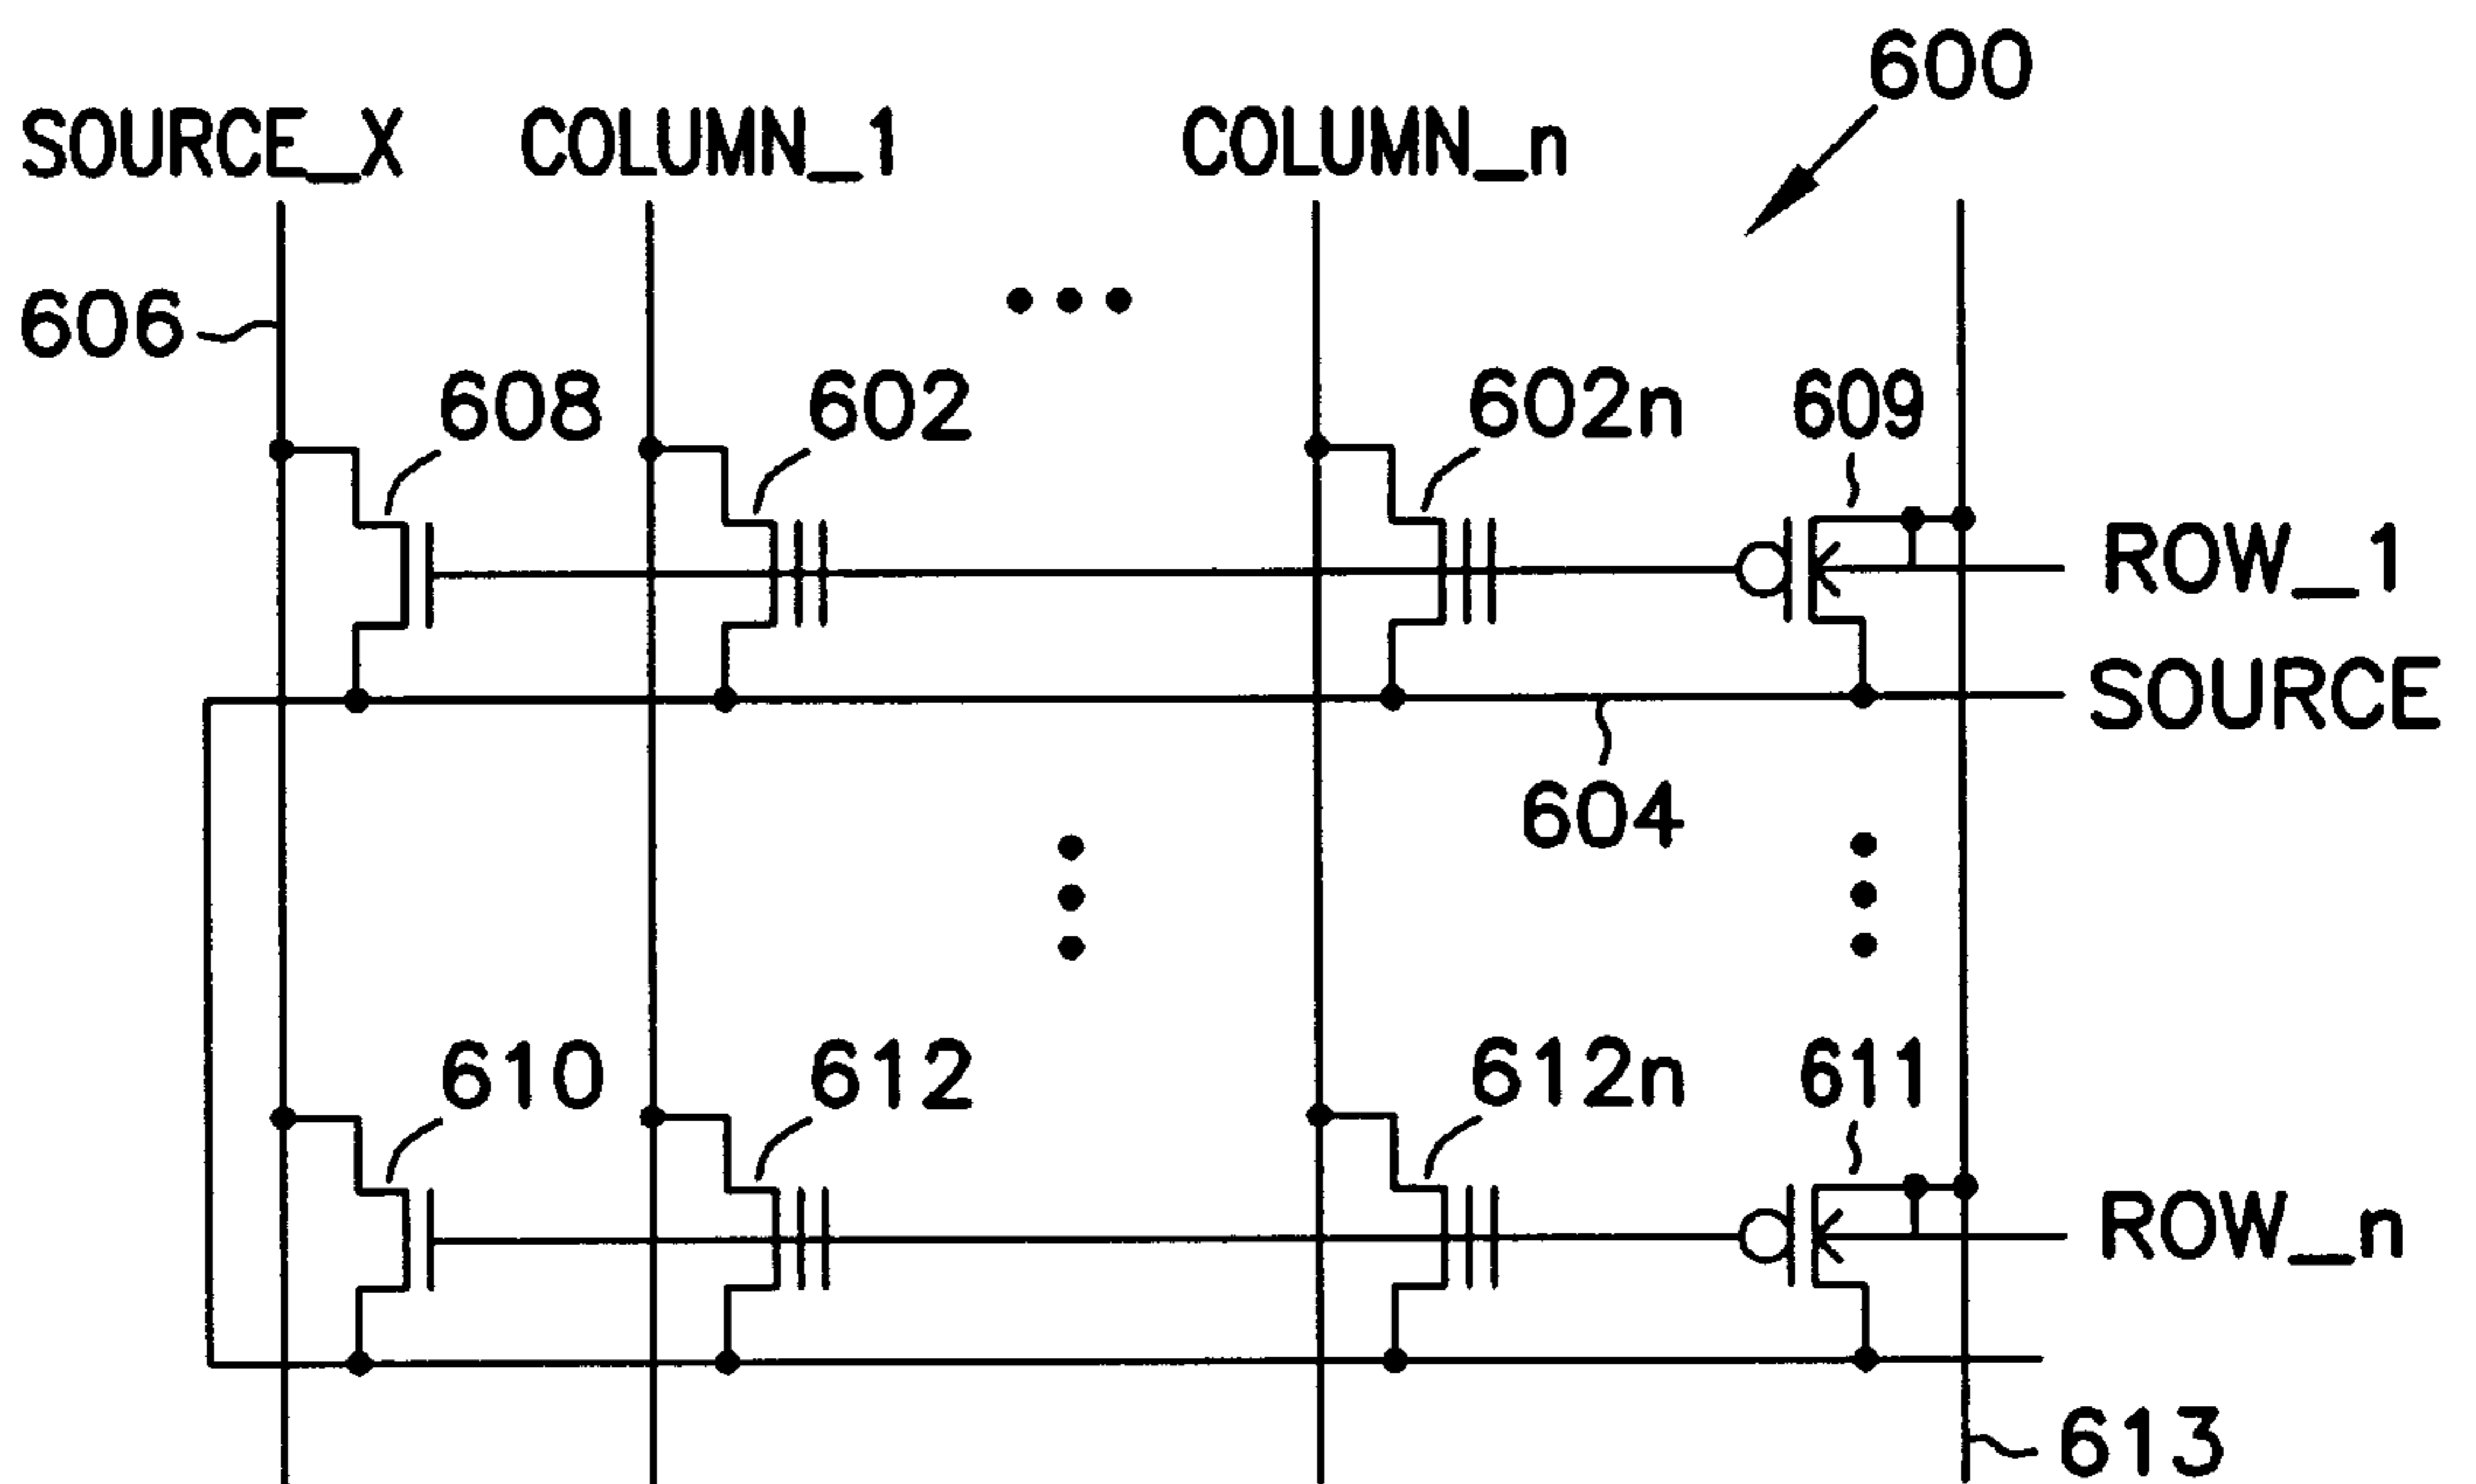 600
SOURCE_X COLUMN_1 COLUMN_n
606
608 602 602n 609
ROW_1
SOURCE
604
610 612 612n 611
ROW_n
613